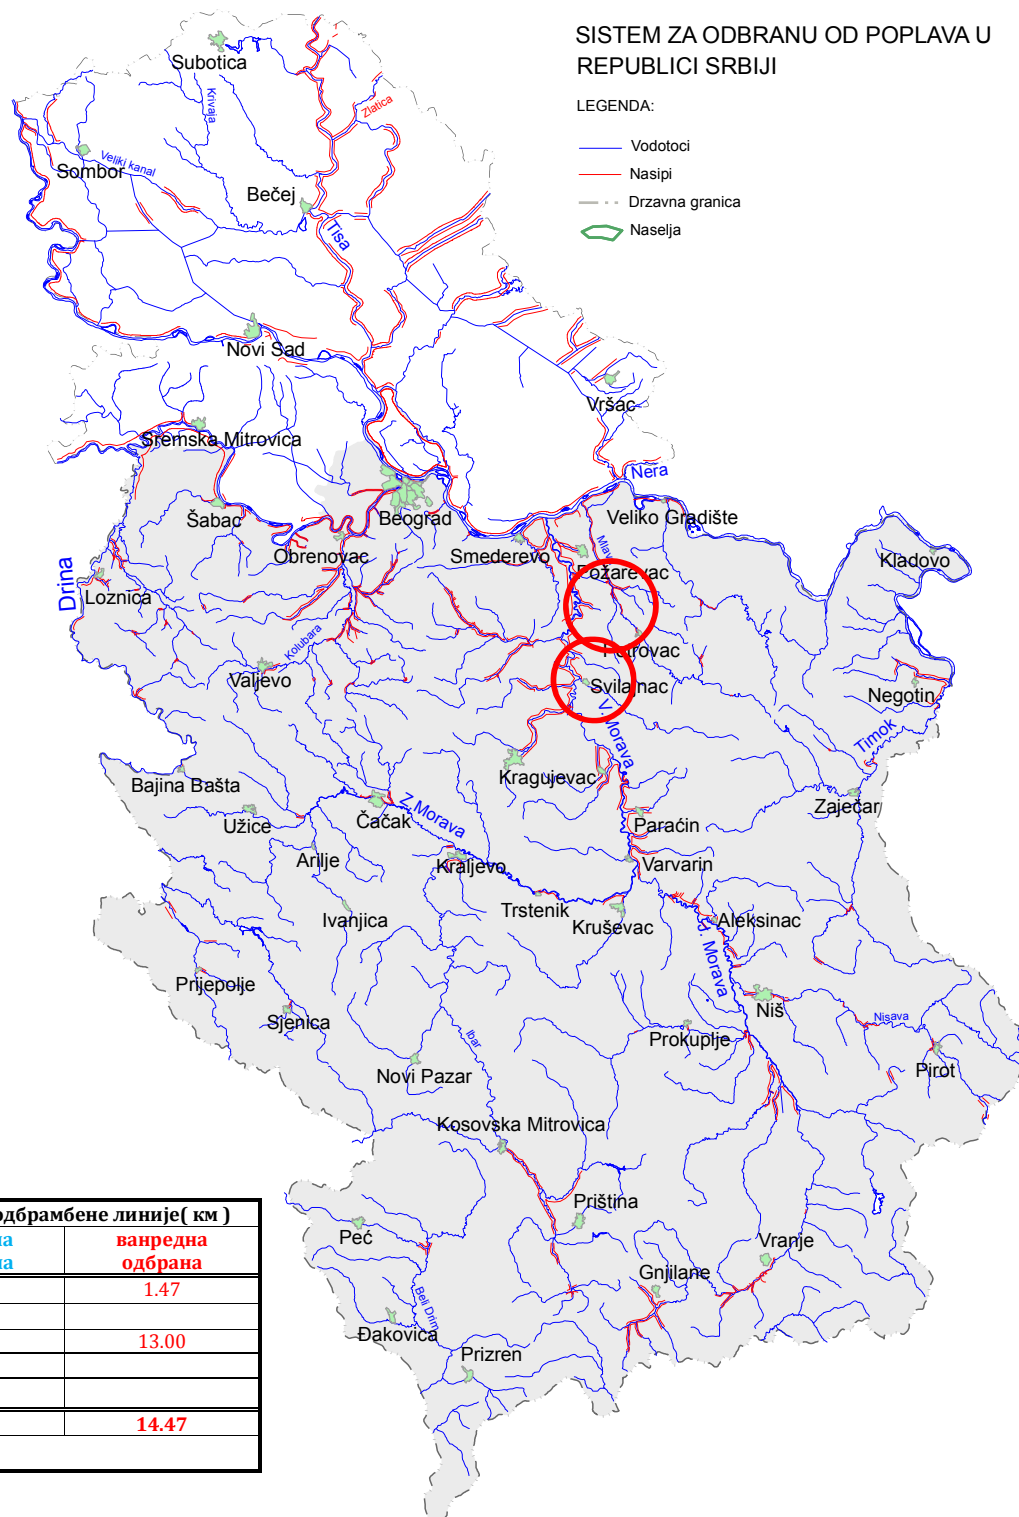 SISTEM ZA ODBRANU OD POPLAVA U
REPUBLICI SRBIJI
LEGENDA:
Vodotoci
Nasipi
Drzavna granica
Naselja
Subotica
Krivaja
Zlatica
Sombor
Veliki kanal
Bečej
Tisa
Novi Sad
Vršac
Sremska Mitrovica
Nera
Šabac
Beograd
Veliko Gradište
Obrenovac
Smederevo
Požarevac
Kladovo
Drina
Loznica
Kolubara
Petrovac
Valjevo
Svilajnac
Negotin
V. Morava
Timok
Kragujevac
Bajina Bašta
Zaječar
Užice
Čačak
Z. Morava
Paraćin
Arilje
Kraljevo
Varvarin
Ivanjica
Trstenik
Kruševac
Aleksinac
J. Morava
Prijepolje
Niš
Sjenica
Ibar
Prokuplje
Nisava
Novi Pazar
Pirot
Kosovska Mitrovica
Priština
Peć
Vranje
Gnjilane
Beli Drim
Đakovica
Prizren
одбрамбене линије( км )
на ванредна
на одбрана
1.47
13.00
14.47